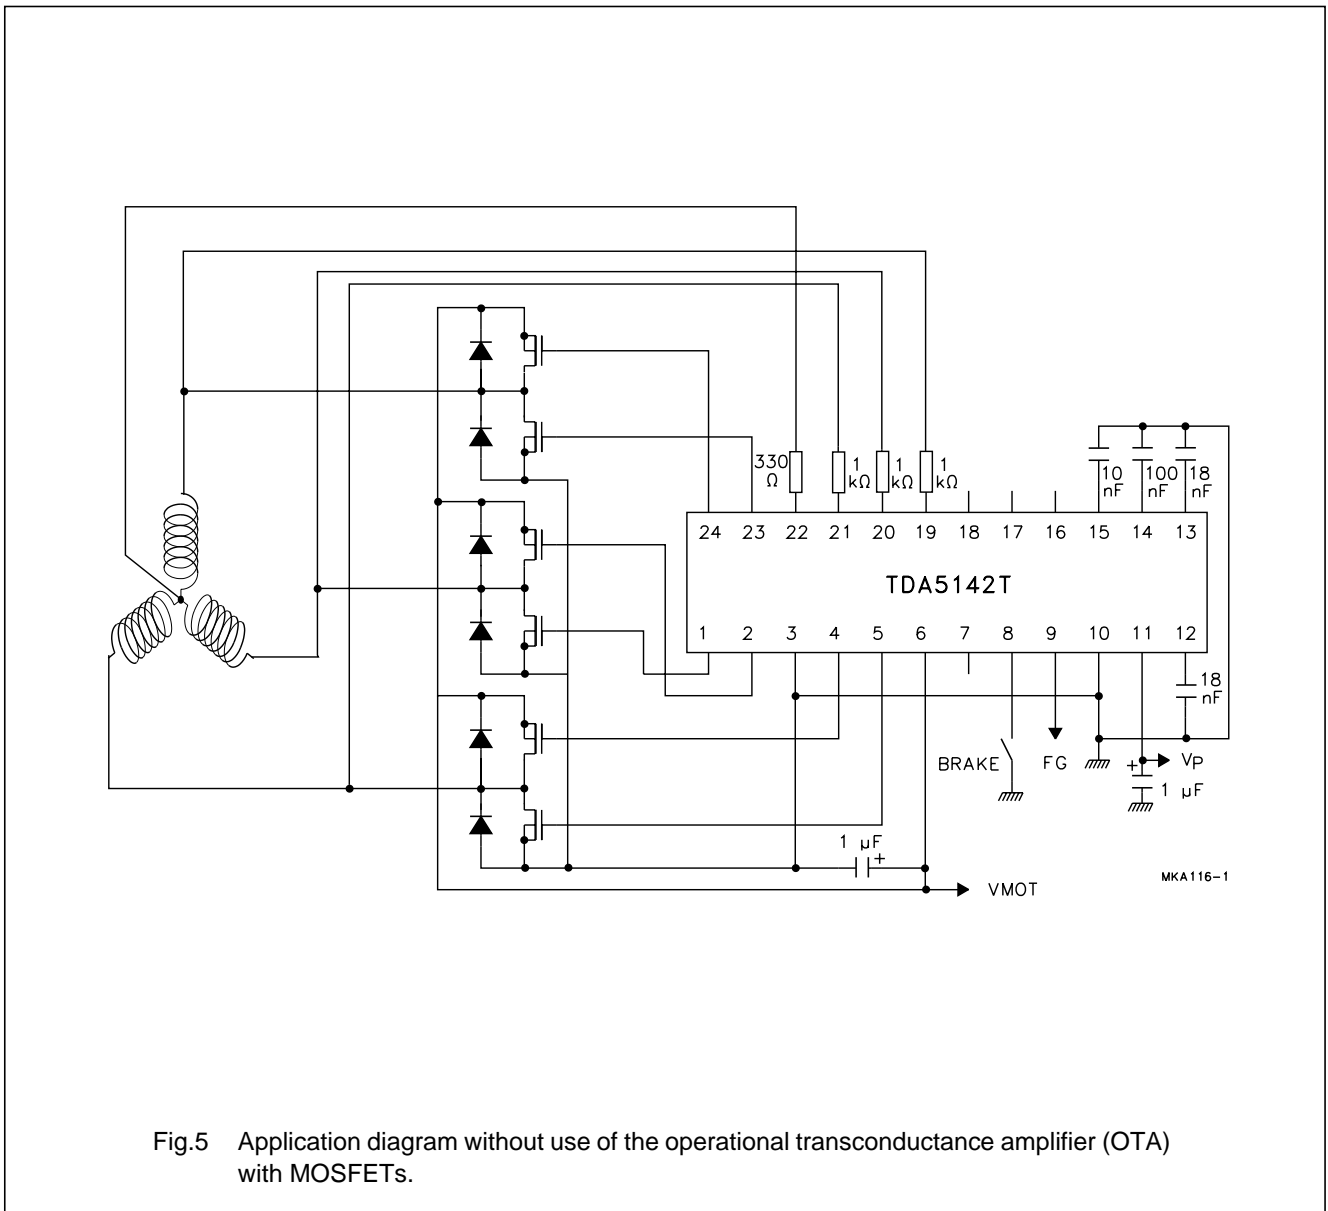 330
Ω
1
kΩ
1
kΩ
1
kΩ
10
nF
100
nF
18
nF
24 23 22 21 20 19 18 17 16 15 14 13
TDA5142T
1 2 3 4 5 6 7 8 9 10 11 12
18
nF
BRAKE
FG
+
VP
1 µF
1 µF
+
VMOT
MKA116-1
Fig.5 Application diagram without use of the operational transconductance amplifier (OTA)
with MOSFETs.